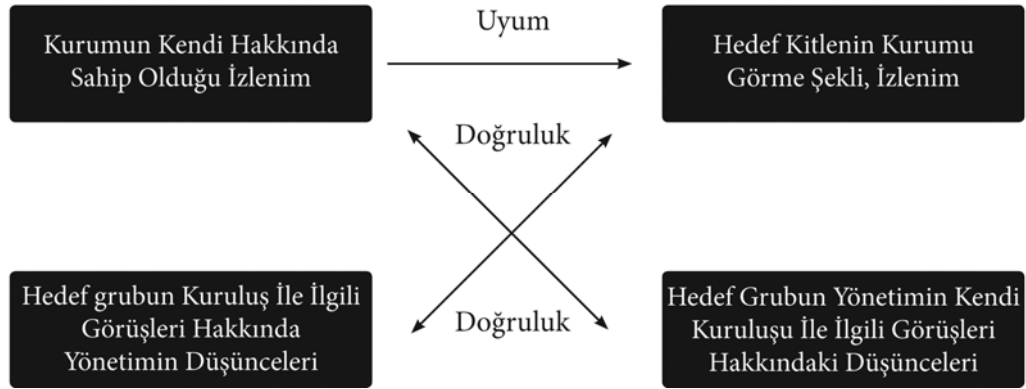 Kurumun Kendi Hakkında
Sahip Olduğu İzlenim
Uyum
Hedef Kitlenin Kurumu
Görme Şekli, İzlenim
Doğruluk
Hedef grubun Kuruluş İle İlgili
Görüşleri Hakkında
Yönetimin Düşünceleri
Doğruluk
Hedef Grubun Yönetimin Kendi
Kuruluşu İle İlgili Görüşleri
Hakkındaki Düşünceleri